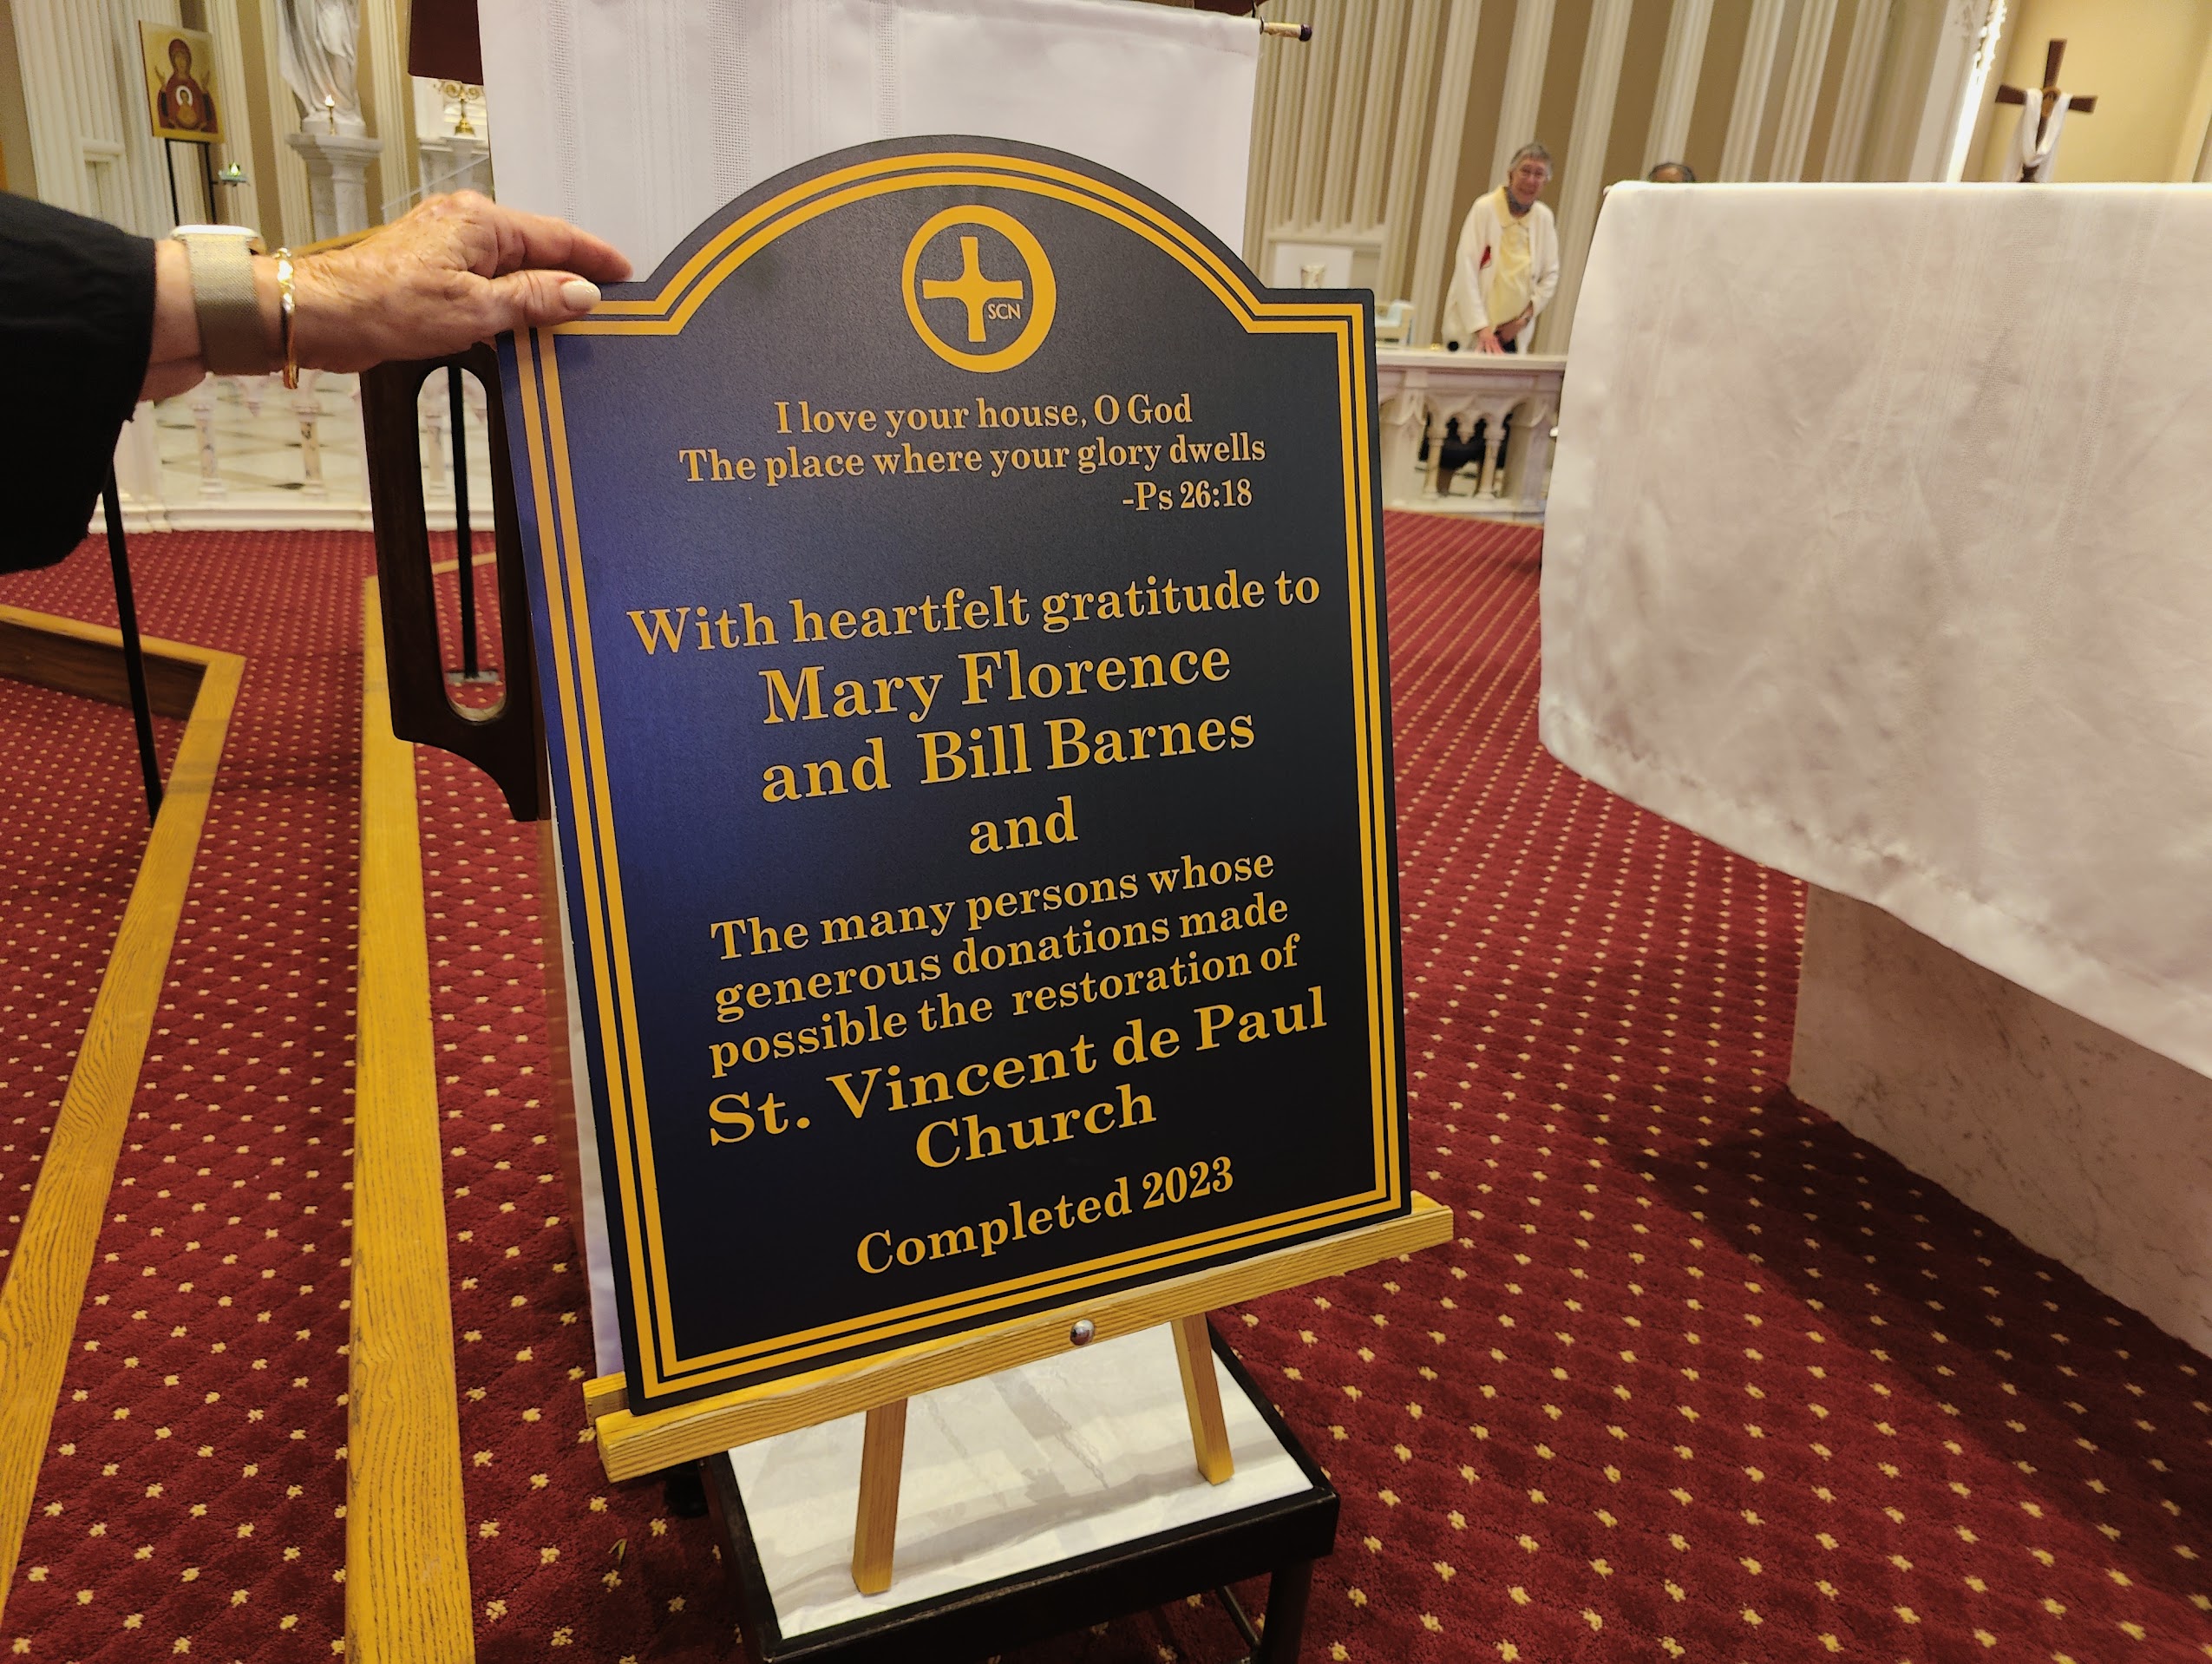 SCN
I love your house, O God
The place where your glory dwells
-Ps 26:18
With heartfelt gratitude to
Mary Florence
and Bill Barnes
and
The many persons whose
generous donations made
possible the restoration of
St. Vincent de Paul
Church
Completed 2023